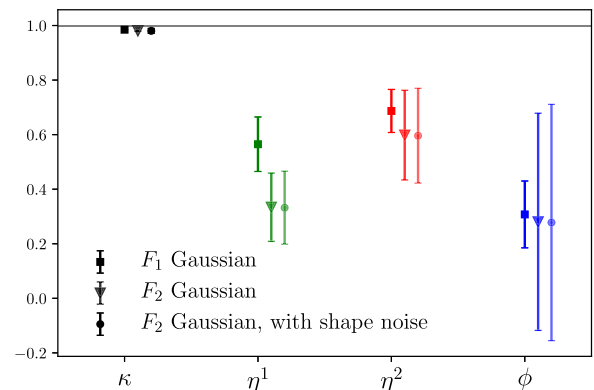 1.0
0.8
0.6
0.4
0.2
0.0
−0.2
F₁ Gaussian
F₂ Gaussian
F₂ Gaussian, with shape noise
κ η¹ η² ϕ